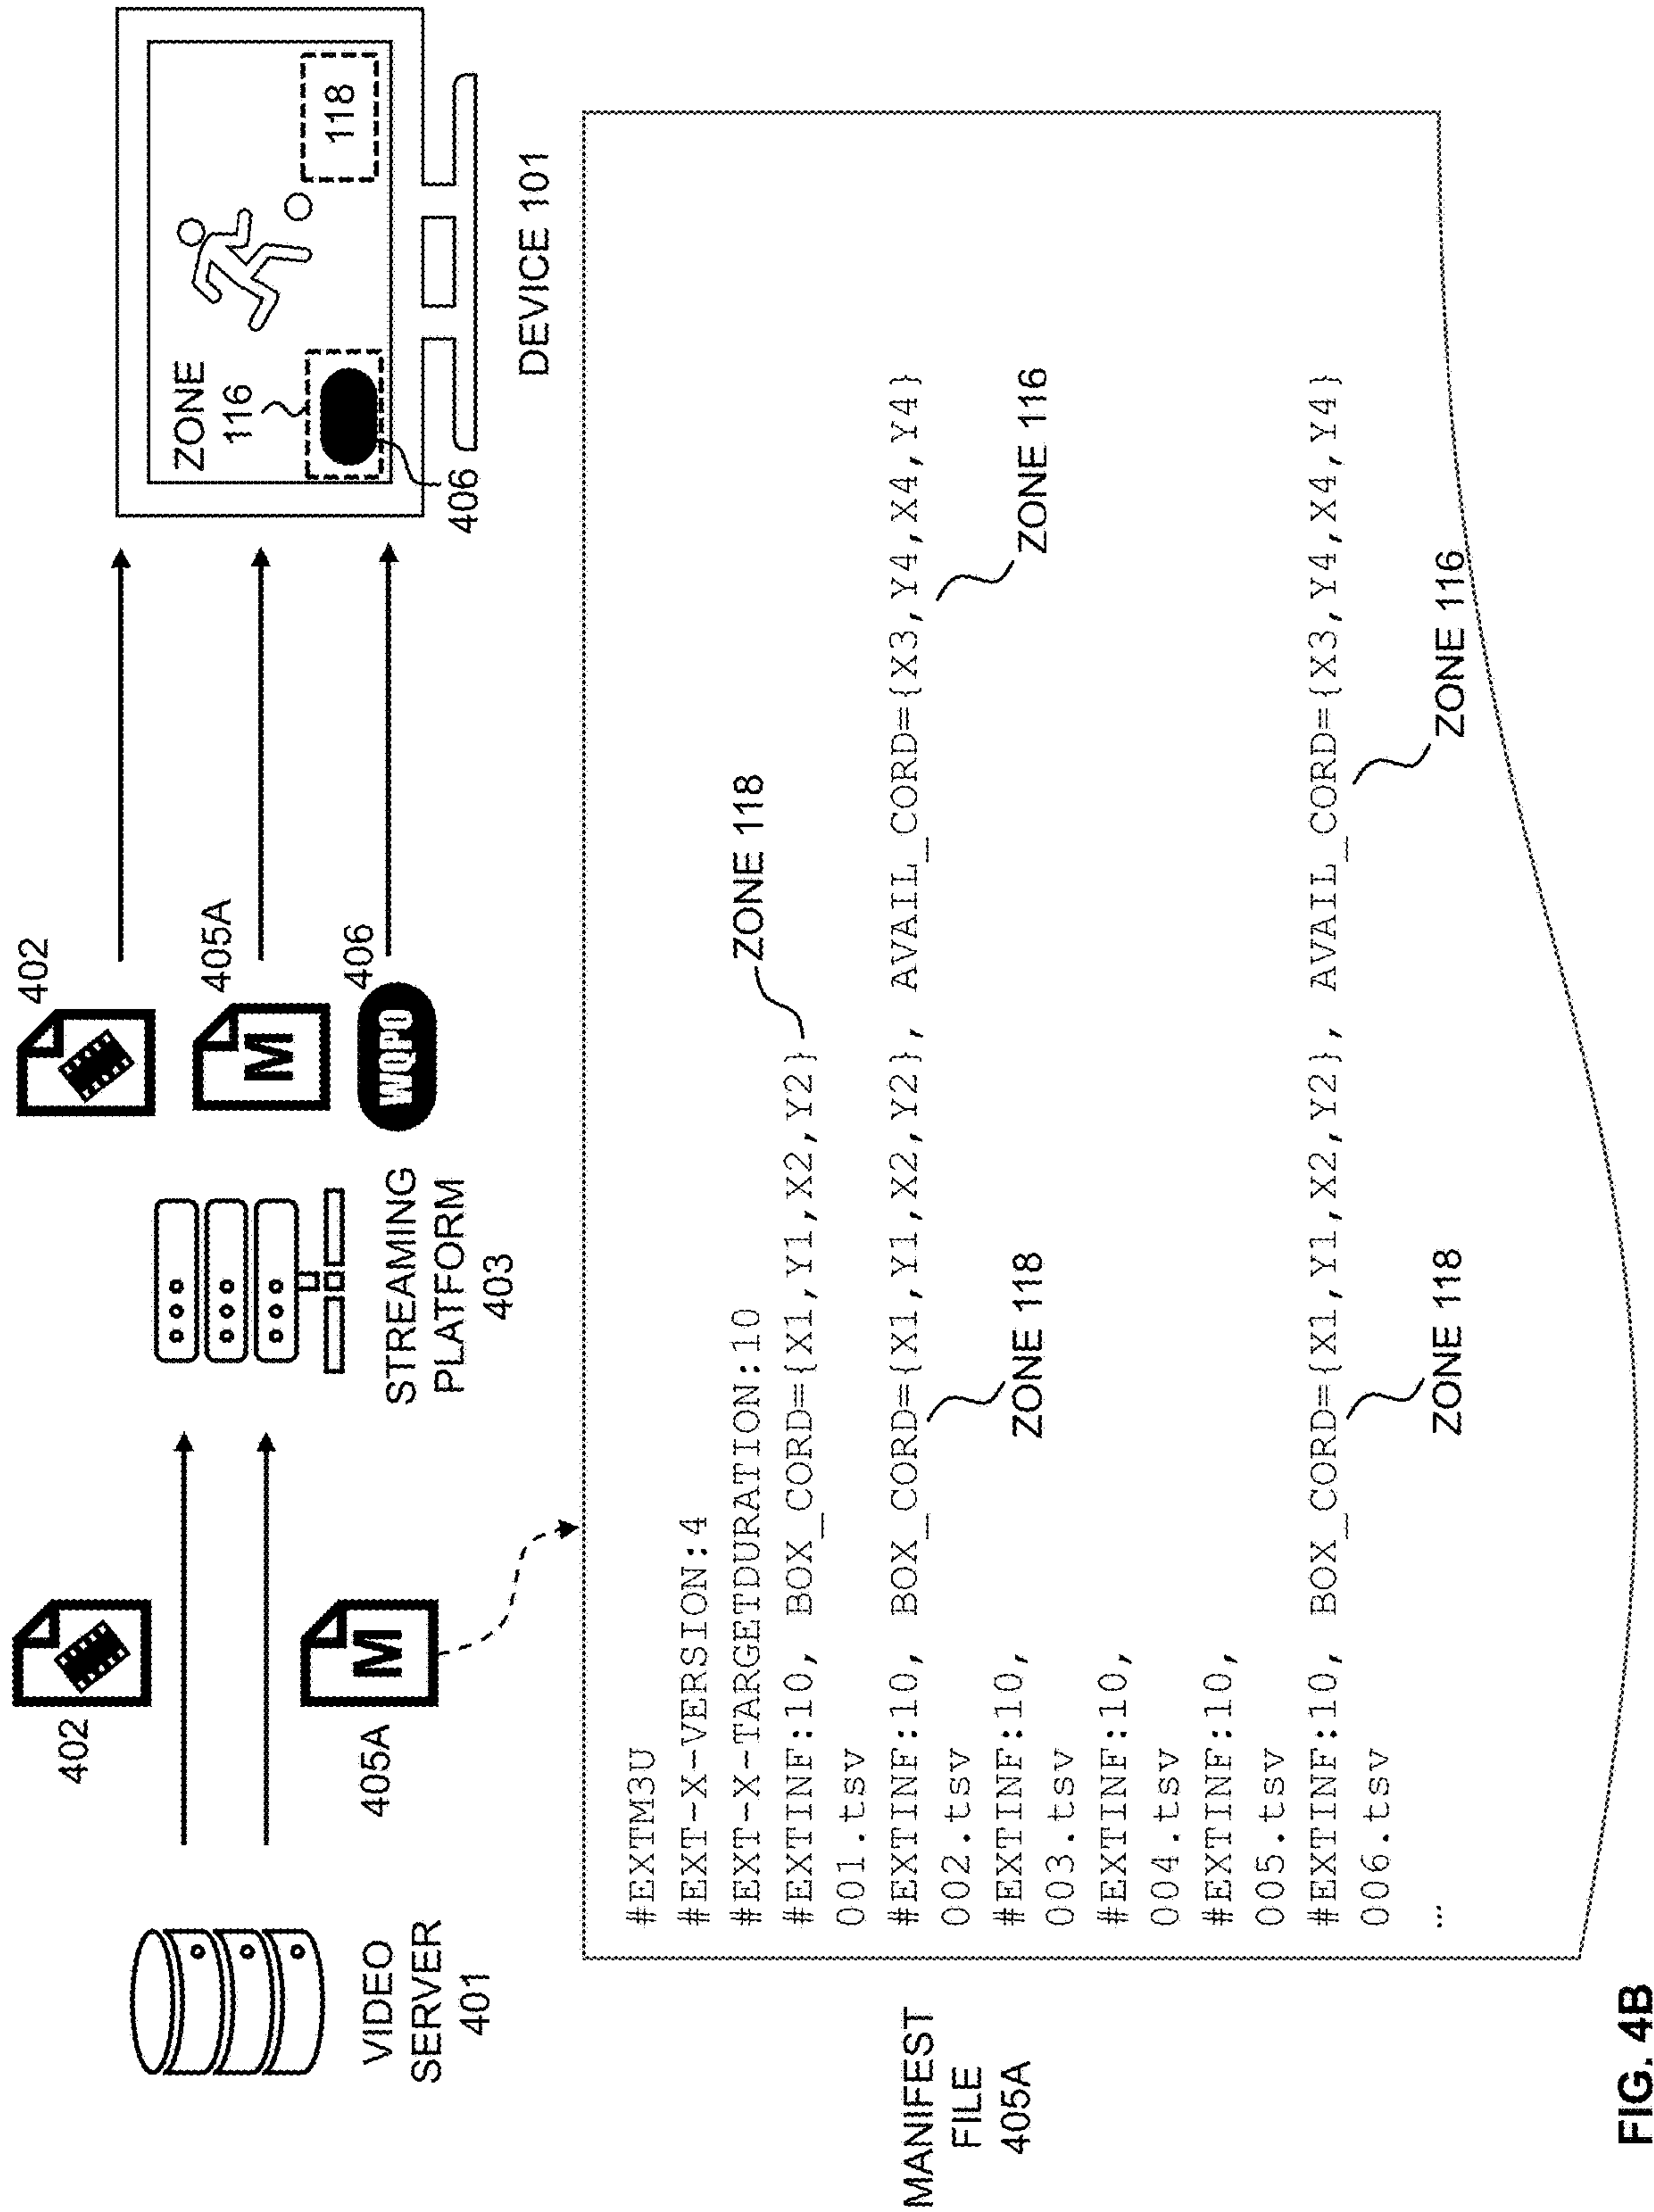 402
402
405A
405A
406
WQPO
VIDEO
SERVER
401
STREAMING
PLATFORM
403
ZONE
116
118
406
DEVICE 101
MANIFEST
FILE
405A
#EXTM3U
#EXT-X-VERSION:4
#EXT-X-TARGETDURATION:10
#EXTINF:10, BOX_CORD={X1,Y1,X2,Y2}
ZONE 118
001.tsv
#EXTINF:10, BOX_CORD={X1,Y1,X2,Y2}, AVAIL_CORD={X3,Y4,X4,Y4}
002.tsv
ZONE 118
ZONE 116
#EXTINF:10,
003.tsv
#EXTINF:10,
004.tsv
#EXTINF:10,
005.tsv
#EXTINF:10, BOX_CORD={X1,Y1,X2,Y2}, AVAIL_CORD={X3,Y4,X4,Y4}
006.tsv
ZONE 118
ZONE 116
...
M
M
FIG. 4B